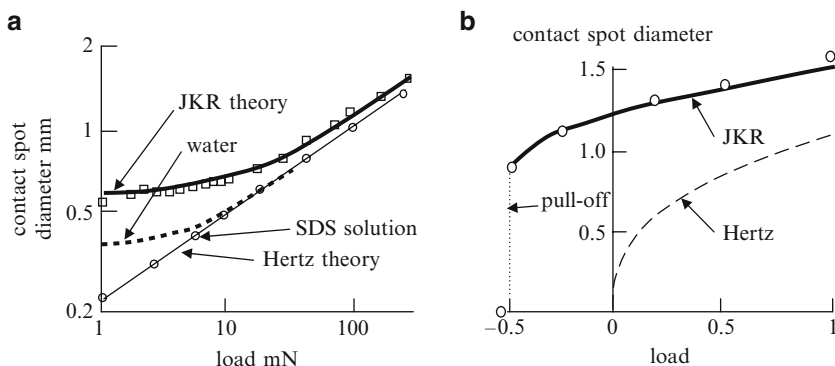 a
2
1
0.5
0.2
contact spot
diameter mm
JKR theory
water
SDS solution
Hertz theory
1
10
100
load mN
b
contact spot diameter
1.5
1.0
0.5
JKR
pull-off
Hertz
−0.5
0
0.5
1
load